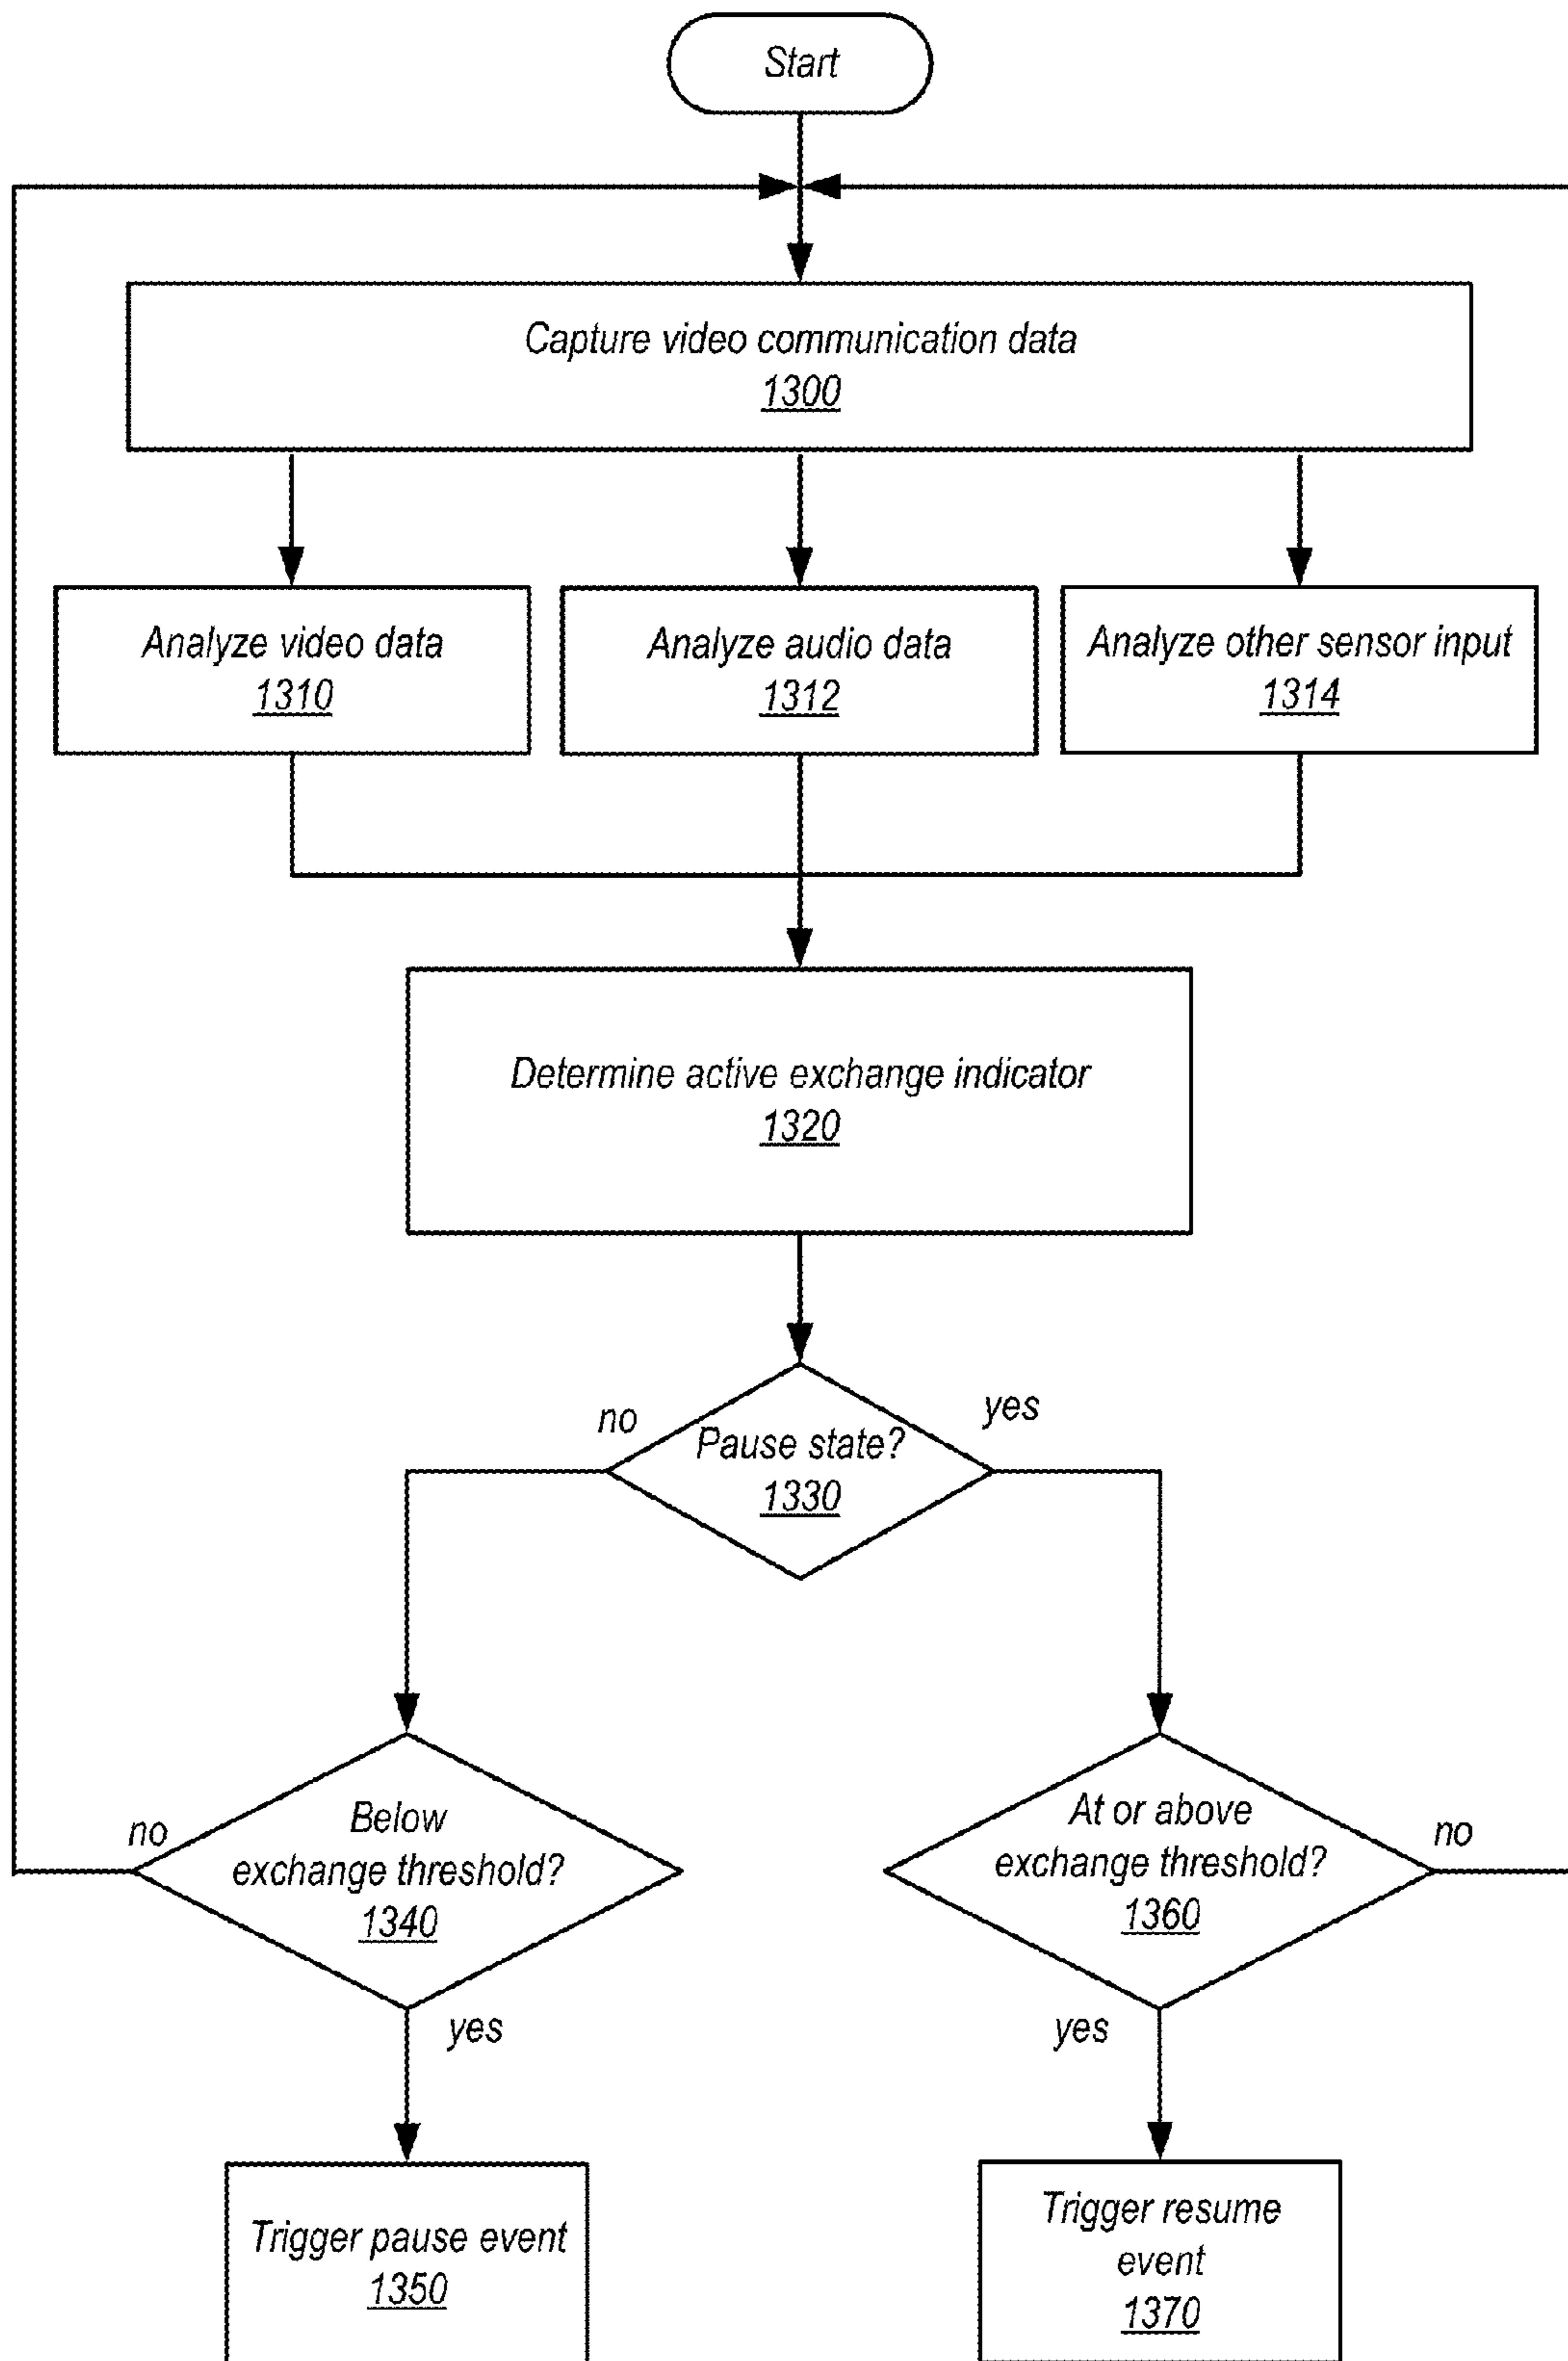 Start
Capture video communication data
1300
Analyze video data
1310
Analyze audio data
1312
Analyze other sensor input
1314
Determine active exchange indicator
1320
no
yes
Pause state?
1330
no
Below
exchange threshold?
1340
yes
At or above
exchange threshold?
1360
no
yes
Trigger pause event
1350
Trigger resume
event
1370